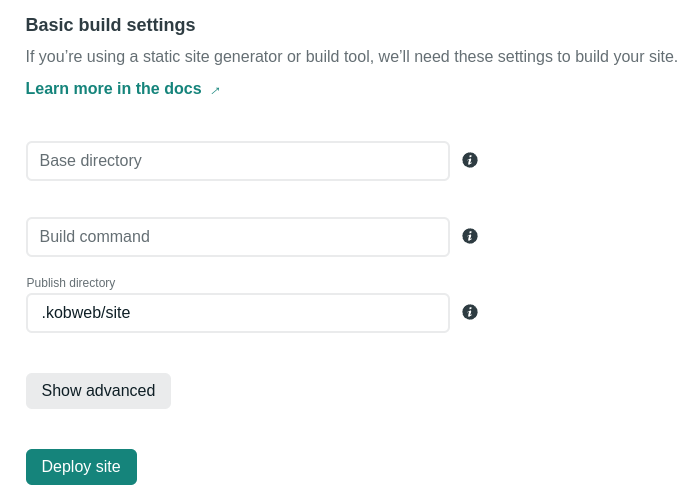 Basic build settings
If you’re using a static site generator or build tool, we’ll need these settings to build your site.
Learn more in the docs ↗
Base directory
Build command
Publish directory
.kobweb/site
Show advanced
Deploy site